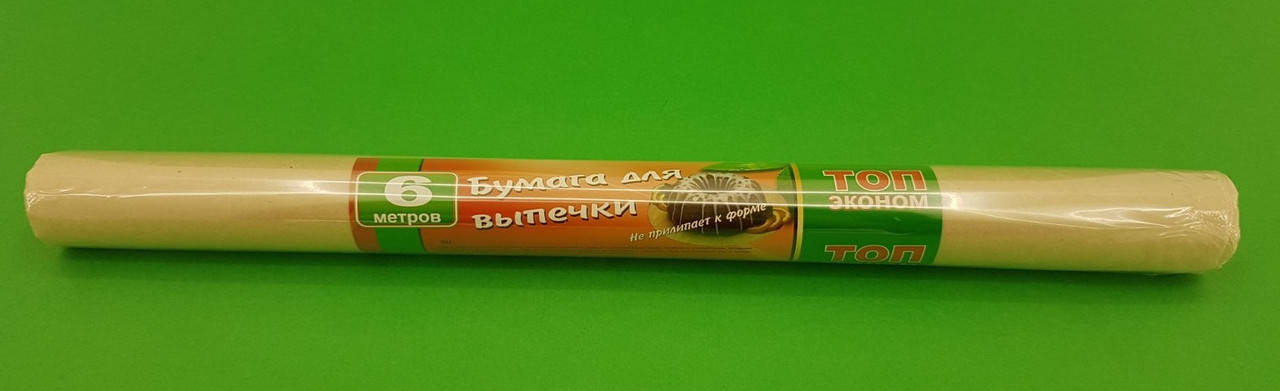 6
метров
Бумага для
выпечки
Не прилипает к форме
ТОП
ЭКОНОМ
ТОП